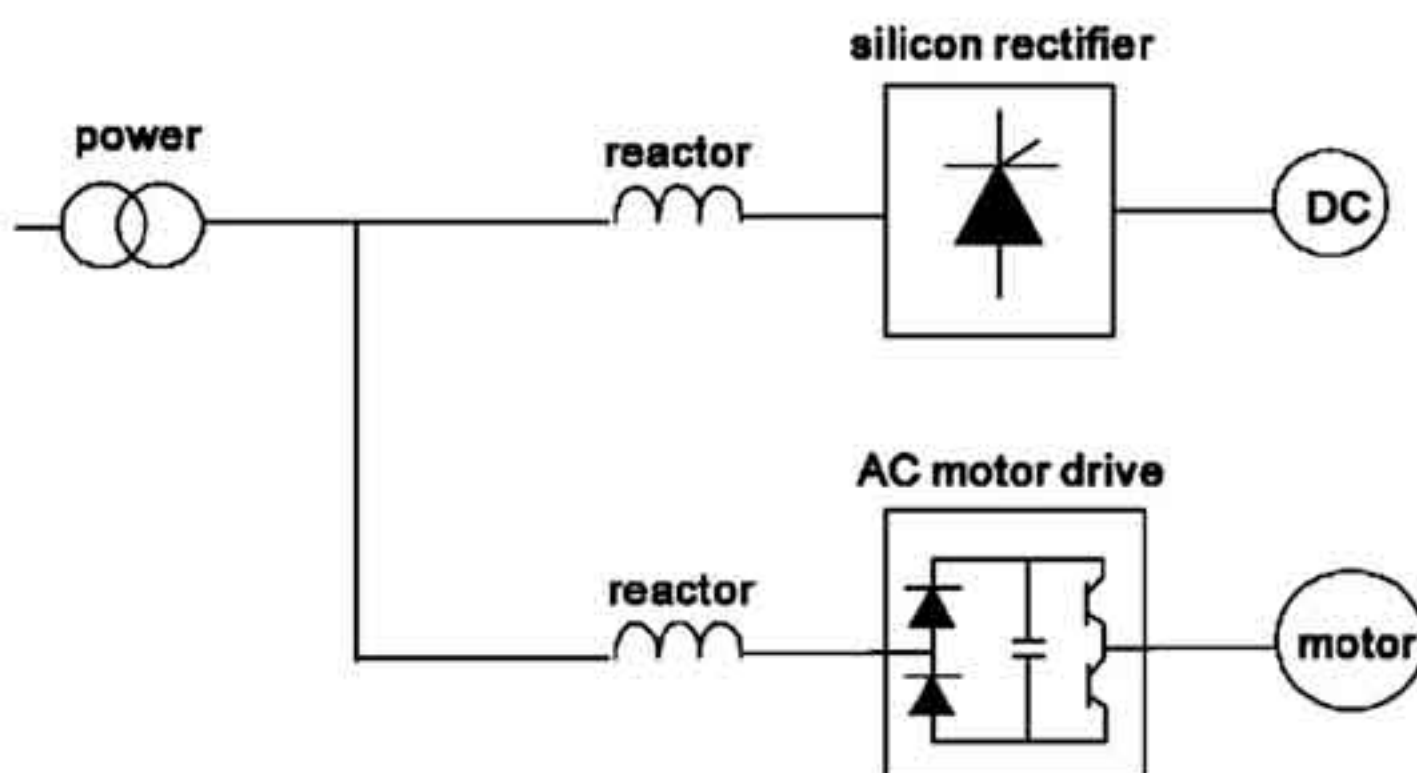 silicon rectifier
power
reactor
DC
AC motor drive
reactor
motor